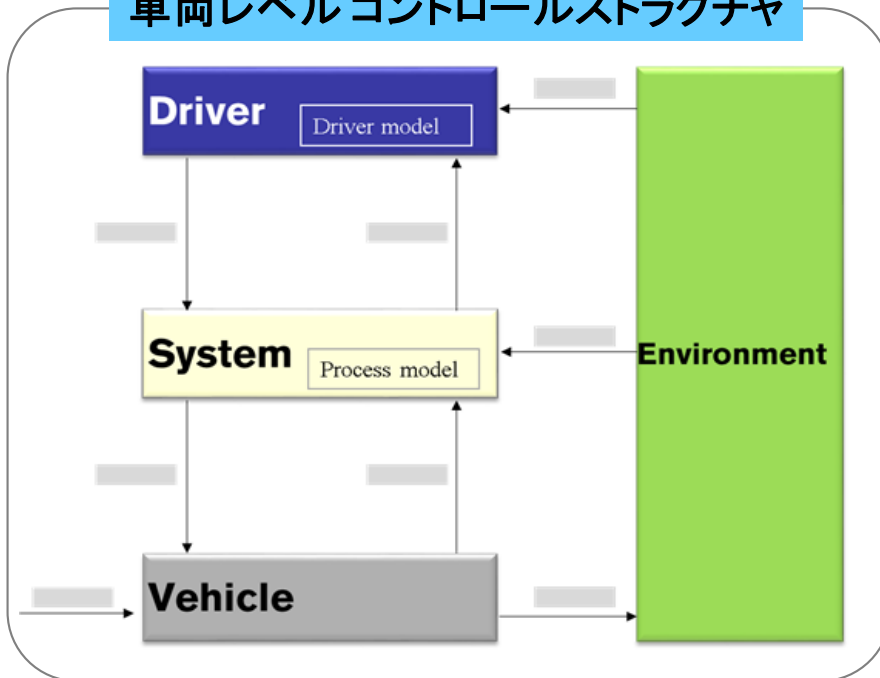 車両レベル コントロールストラクチャ
Driver
Driver model
System
Process model
Environment
Vehicle